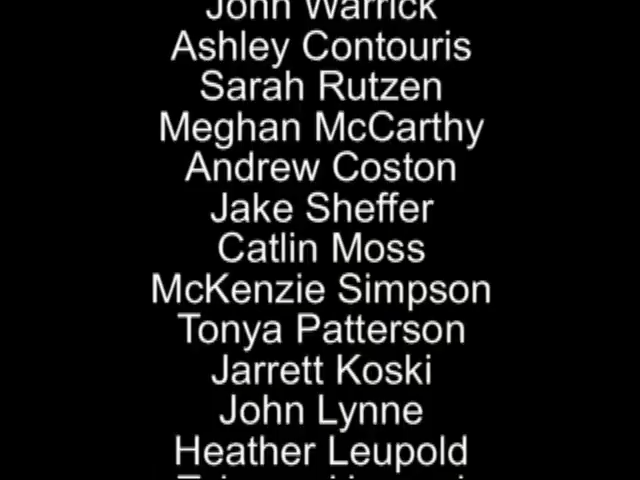 John Warrick
Ashley Contouris
Sarah Rutzen
Meghan McCarthy
Andrew Coston
Jake Sheffer
Catlin Moss
McKenzie Simpson
Tonya Patterson
Jarrett Koski
John Lynne
Heather Leupold